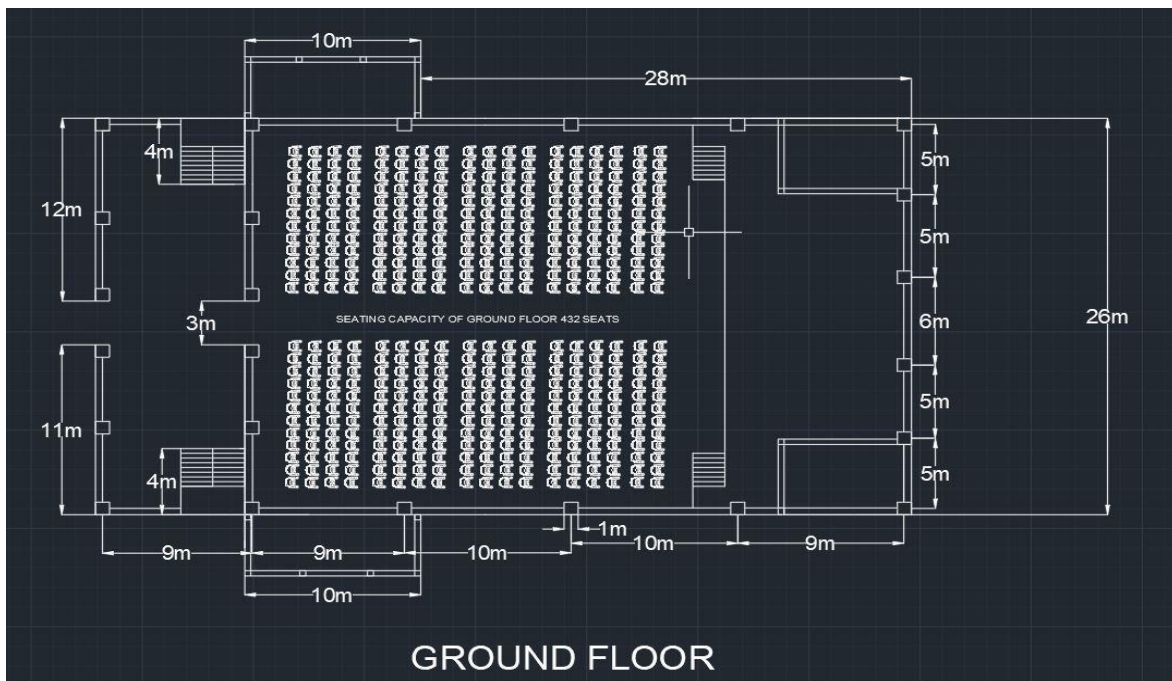 10m
28m
4m
5m
12m
5m
26m
3m
SEATING CAPACITY OF GROUND FLOOR 432 SEATS
6m
5m
11m
4m
5m
1m
9m
9m
10m
10m
9m
10m
GROUND FLOOR